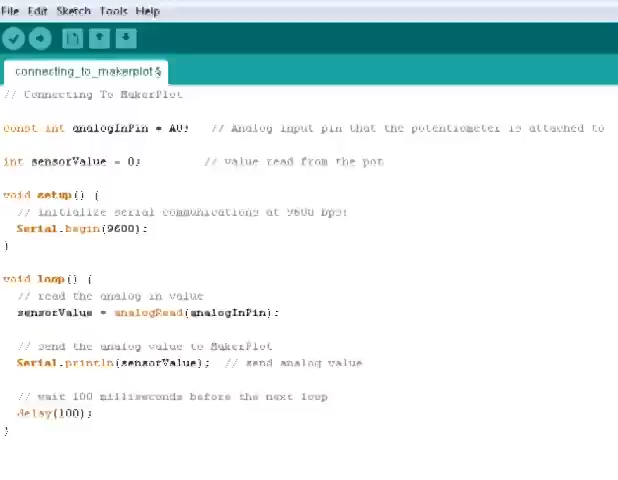 File Edit Sketch Tools Help
connecting_to_makerplot §
// Connecting To MakerPlot
const int analogInPin = A0;   // Analog input pin that the potentiometer is attached to
int sensorValue = 0;         // value read from the pot
void setup() {
// initialize serial communications at 9600 bps:
Serial.begin(9600);
}
void loop() {
// read the analog in value
sensorValue = analogRead(analogInPin);
// send the analog value to MakerPlot
Serial.println(sensorValue);  // send analog value
// wait 100 milliseconds before the next loop
delay(100);
}